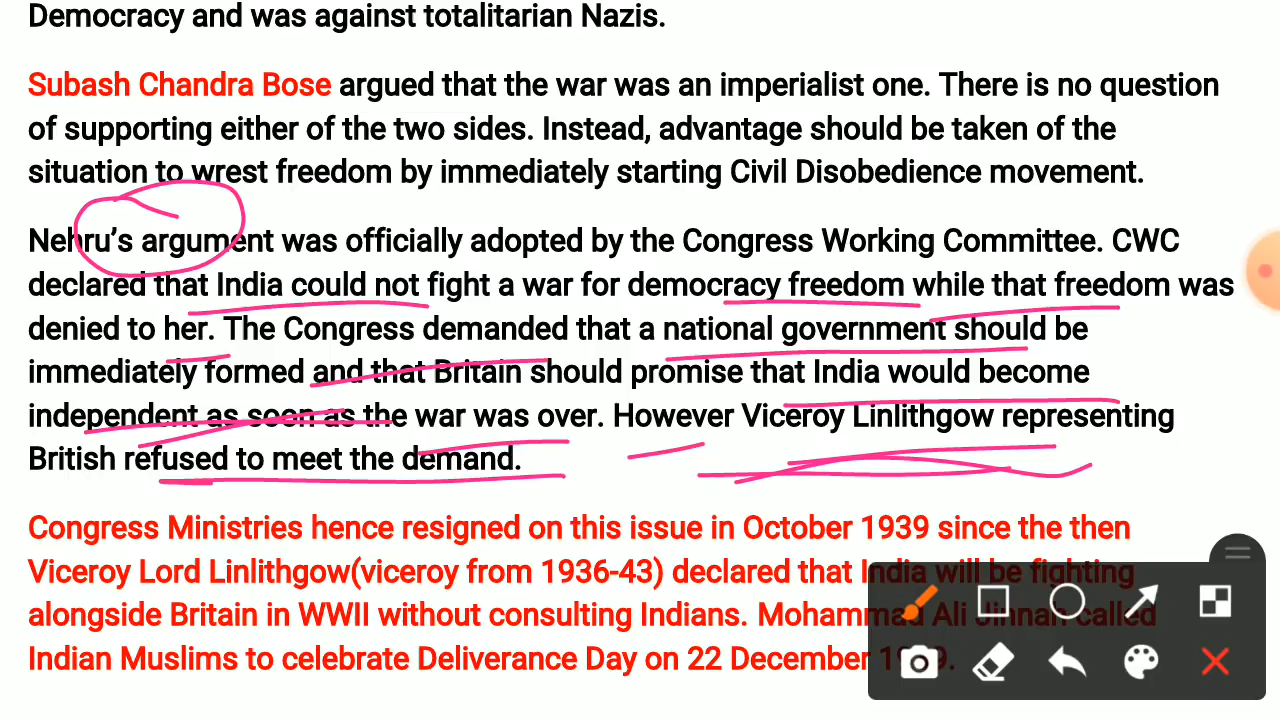 Democracy and was against totalitarian Nazis.
Subash Chandra Bose argued that the war was an imperialist one. There is no question
of supporting either of the two sides. Instead, advantage should be taken of the
situation to wrest freedom by immediately starting Civil Disobedience movement.
Nehru's argument was officially adopted by the Congress Working Committee. CWC
declared that India could not fight a war for democracy freedom while that freedom was
denied to her. The Congress demanded that a national government should be
immediately formed and that Britain should promise that India would become
independent as soon as the war was over. However Viceroy Linlithgow representing
British refused to meet the demand.
Congress Ministries hence resigned on this issue in October 1939 since the then
Viceroy Lord Linlithgow(viceroy from 1936-43) declared that India will be fighting
alongside Britain in WWII without consulting Indians. Mohammad Ali Jinnah called
Indian Muslims to celebrate Deliverance Day on 22 December